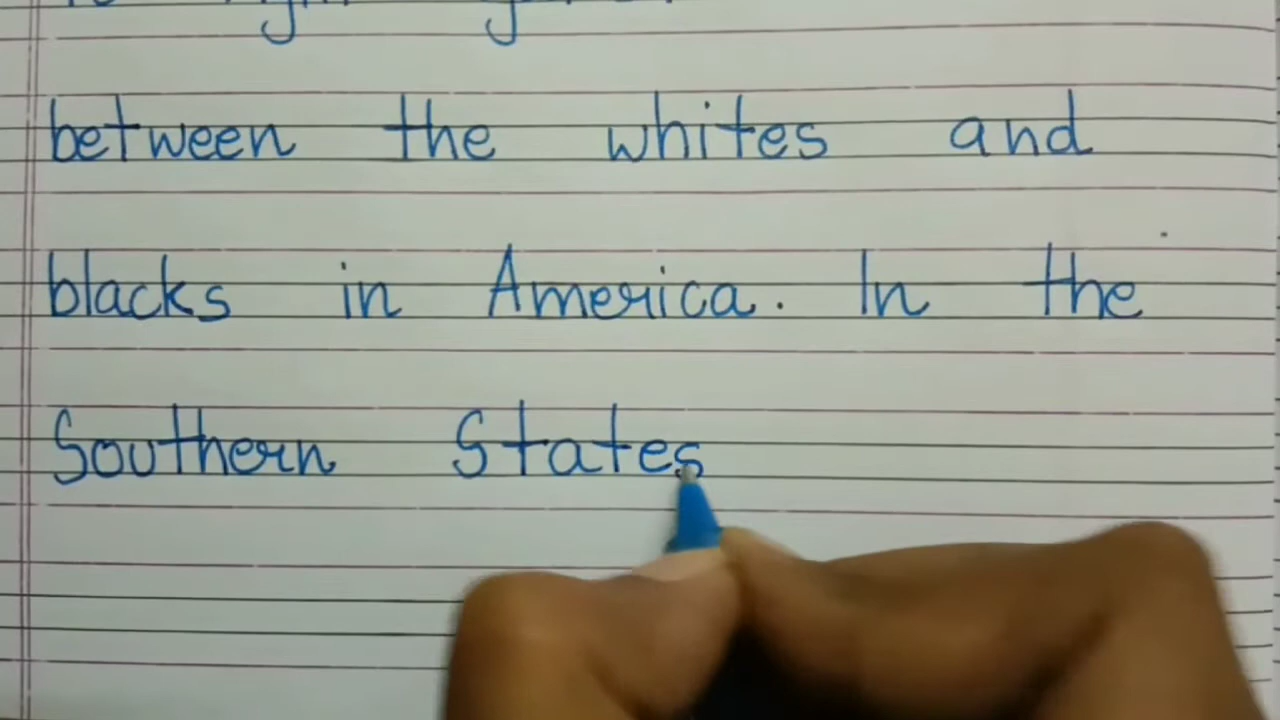 between the whites and
blacks in America. In the
Southern States